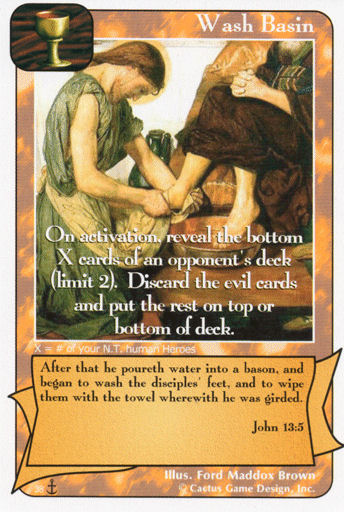 Wash Basin
On activation, reveal the bottom
X cards of an opponent's deck
(limit 2). Discard the evil cards
and put the rest on top or
bottom of deck.
X = # of your N.T. human Heroes
After that he poureth water into a bason, and
began to wash the disciples' feet, and to wipe
them with the towel wherewith he was girded.
John 13:5
Illus. Ford Maddox Brown
38
© Cactus Game Design, Inc.